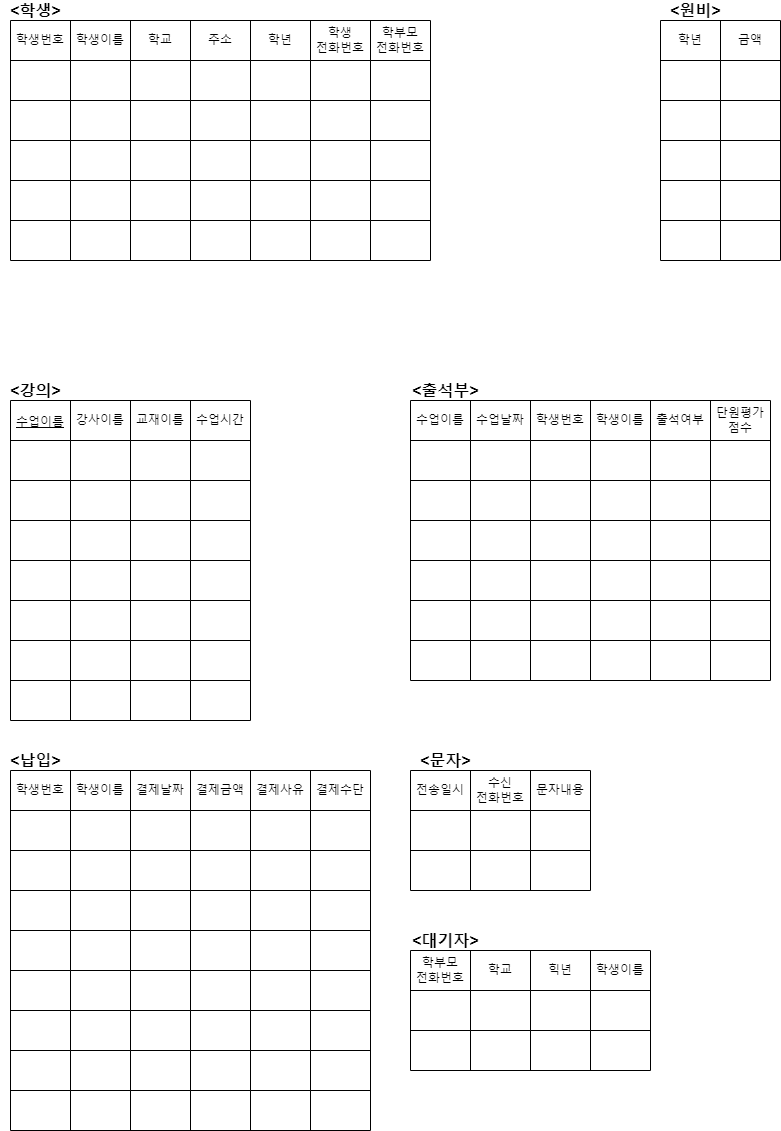 <학생>
학생번호 학생이름 학교 주소 학년 학생 전화번호 학부모 전화번호
<원비>
학년 금액
<강의>
수업이름 강사이름 교재이름 수업시간
<출석부>
수업이름 수업날짜 학생번호 학생이름 출석여부 단원평가 점수
<납입>
학생번호 학생이름 결제날짜 결제금액 결제사유 결제수단
<문자>
전송일시 수신 전화번호 문자내용
<대기자>
학부모 전화번호 학교 힉년 학생이름